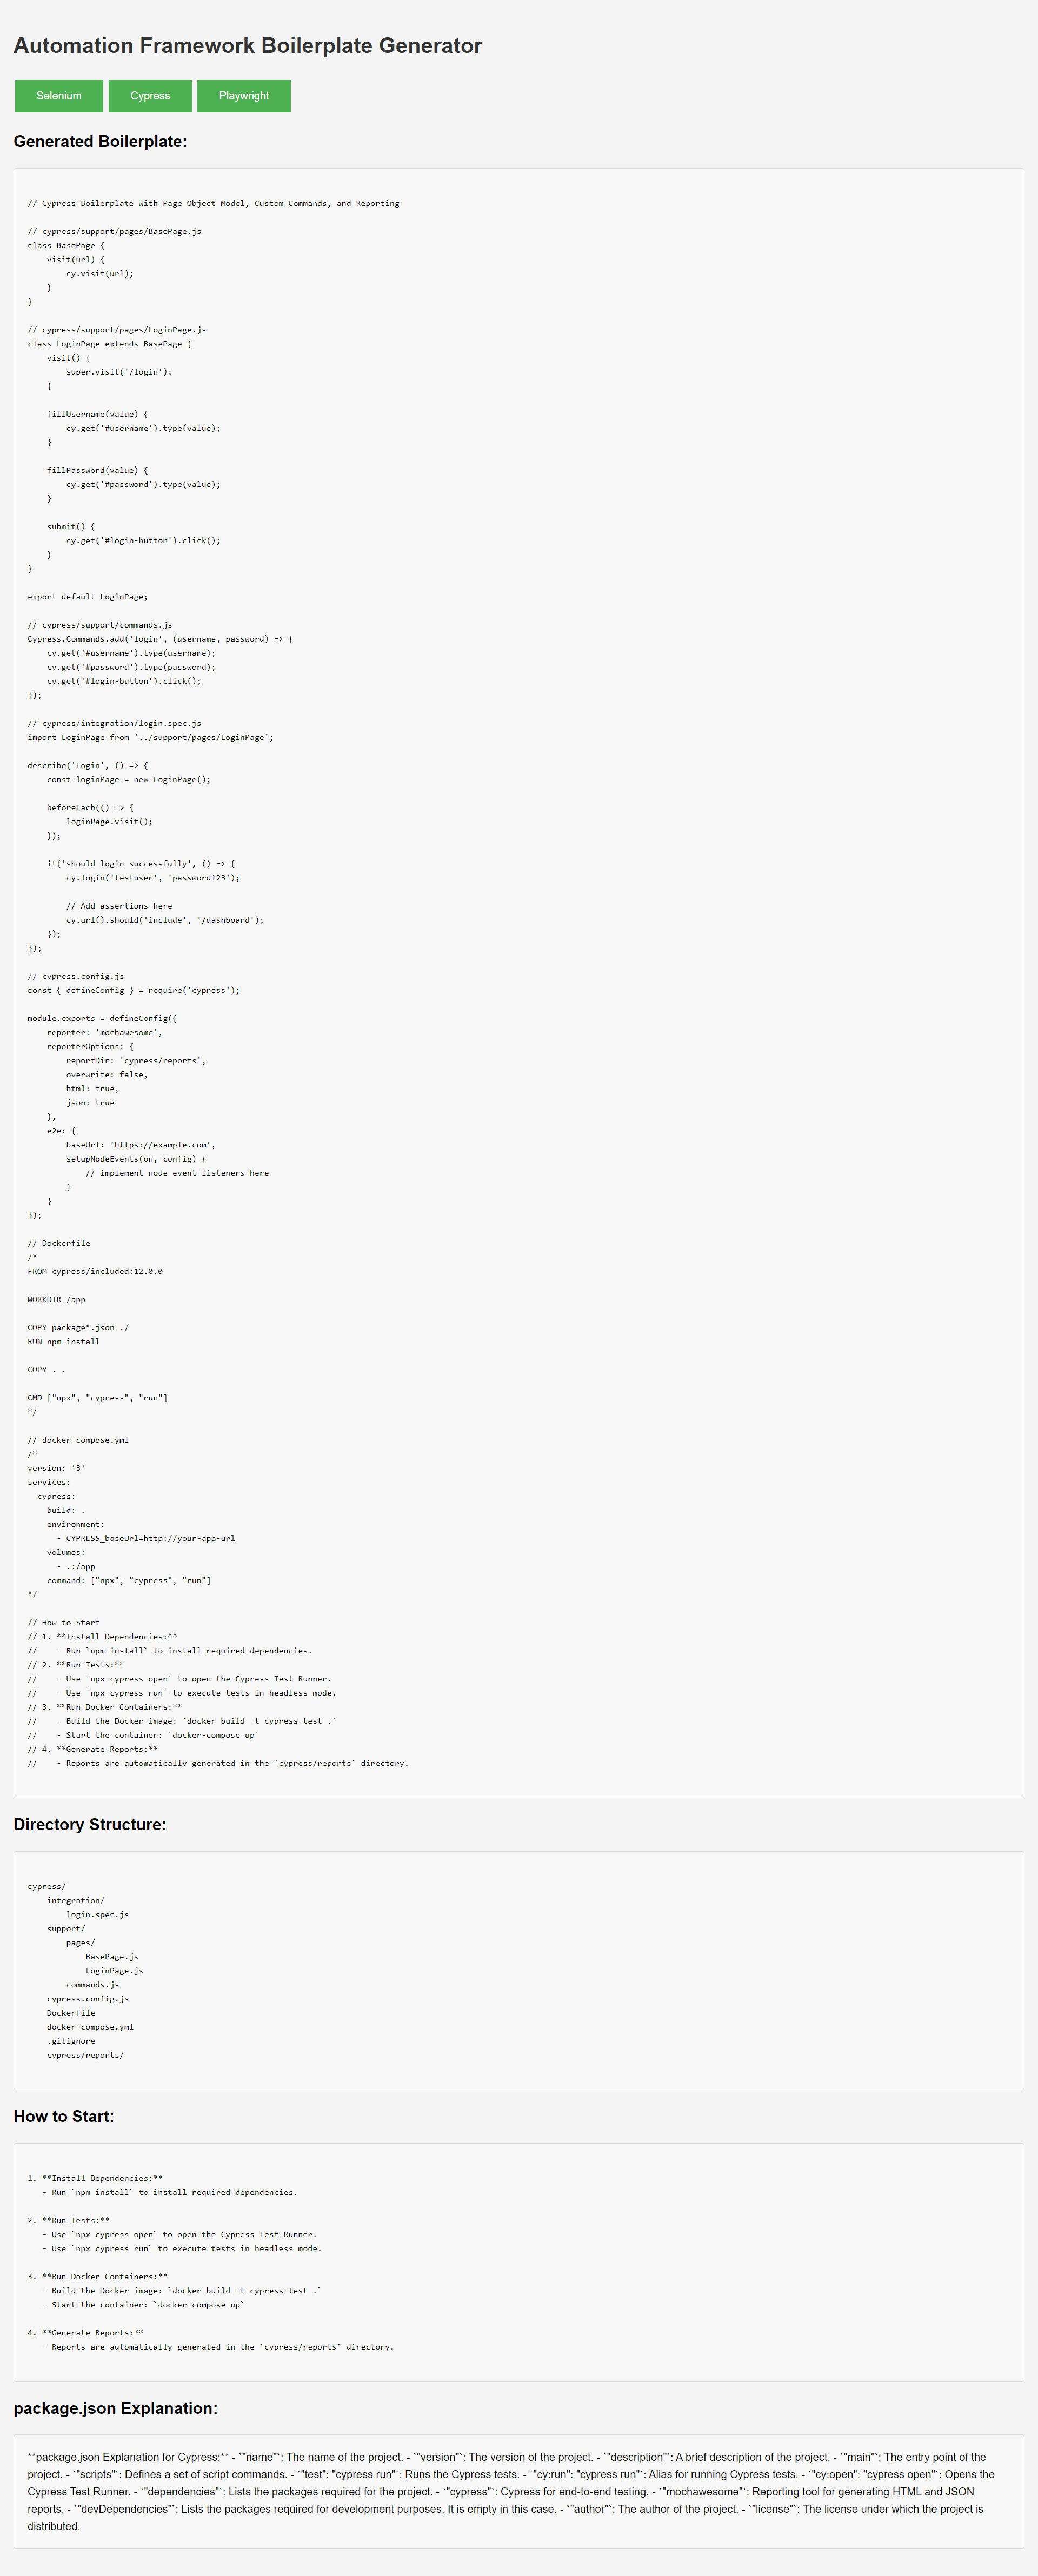 Automation Framework Boilerplate Generator
Selenium Cypress Playwright
Generated Boilerplate:
// Cypress Boilerplate with Page Object Model, Custom Commands, and Reporting
// cypress/support/pages/BasePage.js
class BasePage {
    visit(url) {
        cy.visit(url);
    }
}
// cypress/support/pages/LoginPage.js
class LoginPage extends BasePage {
    visit() {
        super.visit('/login');
    }
    fillUsername(value) {
        cy.get('#username').type(value);
    }
    fillPassword(value) {
        cy.get('#password').type(value);
    }
    submit() {
        cy.get('#login-button').click();
    }
}
export default LoginPage;
// cypress/support/commands.js
Cypress.Commands.add('login', (username, password) => {
    cy.get('#username').type(username);
    cy.get('#password').type(password);
    cy.get('#login-button').click();
});
// cypress/integration/login.spec.js
import LoginPage from '../support/pages/LoginPage';
describe('Login', () => {
    const loginPage = new LoginPage();
    beforeEach(() => {
        loginPage.visit();
    });
    it('should login successfully', () => {
        cy.login('testuser', 'password123');
        // Add assertions here
        cy.url().should('include', '/dashboard');
    });
});
// cypress.config.js
const { defineConfig } = require('cypress');
module.exports = defineConfig({
    reporter: 'mochawesome',
    reporterOptions: {
        reportDir: 'cypress/reports',
        overwrite: false,
        html: true,
        json: true
    },
    e2e: {
        baseUrl: 'https://example.com',
        setupNodeEvents(on, config) {
            // implement node event listeners here
        }
    }
});
// Dockerfile
/*
FROM cypress/included:12.0.0
WORKDIR /app
COPY package*.json ./
RUN npm install
COPY . .
CMD ["npx", "cypress", "run"]
*/
// docker-compose.yml
/*
version: '3'
services:
  cypress:
    build: .
    environment:
      - CYPRESS_baseUrl=http://your-app-url
    volumes:
      - .:/app
    command: ["npx", "cypress", "run"]
*/
// How to Start
// 1. **Install Dependencies:**
//    - Run `npm install` to install required dependencies.
// 2. **Run Tests:**
//    - Use `npx cypress open` to open the Cypress Test Runner.
//    - Use `npx cypress run` to execute tests in headless mode.
// 3. **Run Docker Containers:**
//    - Build the Docker image: `docker build -t cypress-test .`
//    - Start the container: `docker-compose up`
// 4. **Generate Reports:**
//    - Reports are automatically generated in the `cypress/reports` directory.
Directory Structure:
cypress/
    integration/
        login.spec.js
    support/
        pages/
            BasePage.js
            LoginPage.js
        commands.js
    cypress.config.js
    Dockerfile
    docker-compose.yml
    .gitignore
    cypress/reports/
How to Start:
1. **Install Dependencies:**
   - Run `npm install` to install required dependencies.
2. **Run Tests:**
   - Use `npx cypress open` to open the Cypress Test Runner.
   - Use `npx cypress run` to execute tests in headless mode.
3. **Run Docker Containers:**
   - Build the Docker image: `docker build -t cypress-test .`
   - Start the container: `docker-compose up`
4. **Generate Reports:**
   - Reports are automatically generated in the `cypress/reports` directory.
package.json Explanation:
**package.json Explanation for Cypress:** - `"name"`: The name of the project. - `"version"`: The version of the project. - `"description"`: A brief description of the project. - `"main"`: The entry point of the
project. - `"scripts"`: Defines a set of script commands. - `"test": "cypress run"`: Runs the Cypress tests. - `"cy:run": "cypress run"`: Alias for running Cypress tests. - `"cy:open": "cypress open"`: Opens the
Cypress Test Runner. - `"dependencies"`: Lists the packages required for the project. - `"cypress"`: Cypress for end-to-end testing. - `"mochawesome"`: Reporting tool for generating HTML and JSON
reports. - `"devDependencies"`: Lists the packages required for development purposes. It is empty in this case. - `"author"`: The author of the project. - `"license"`: The license under which the project is
distributed.